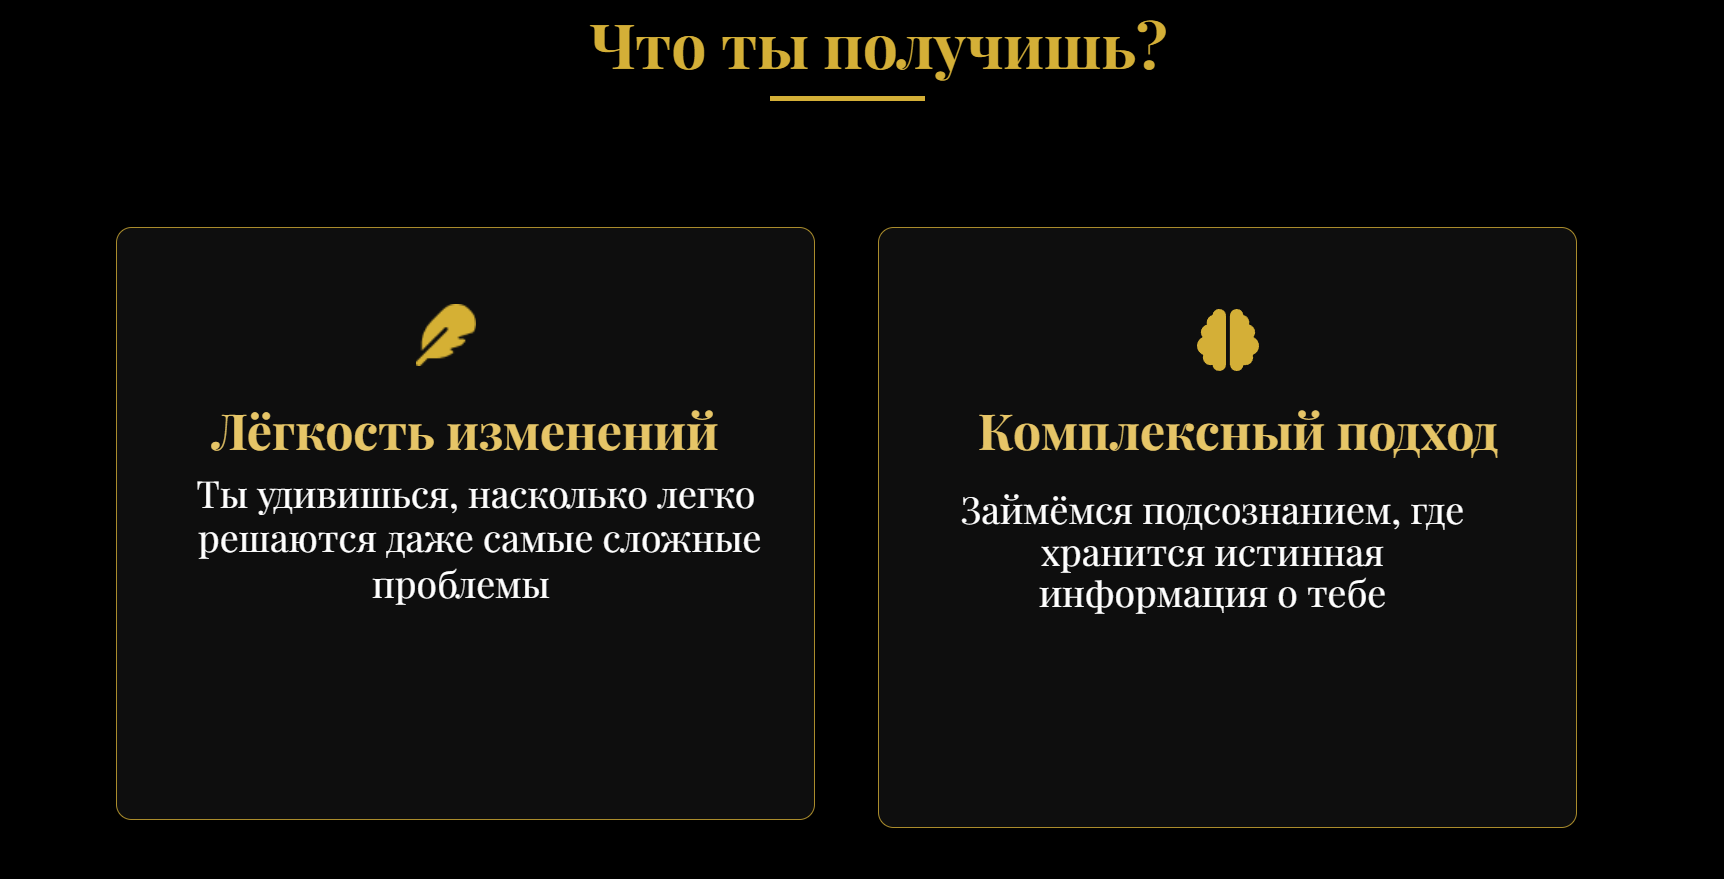 Что ты получишь?
Лёгкость изменений
Ты удивишься, насколько легко
решаются даже самые сложные
проблемы
Комплексный подход
Займёмся подсознанием, где
хранится истинная
информация о тебе